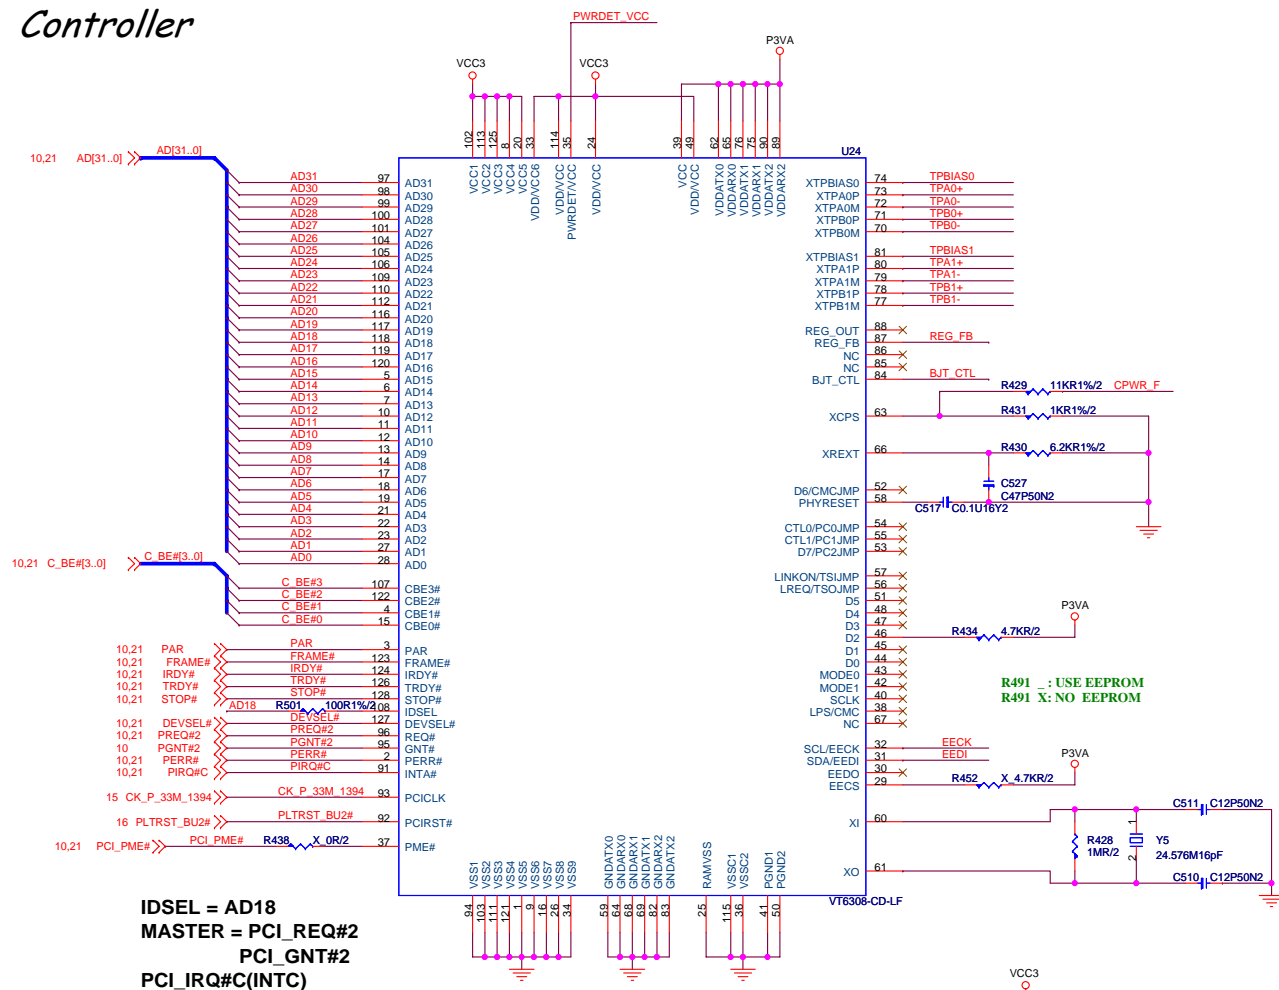 Controller
PWRDET_VCC
P3VA
VCC3
VCC3
102
113
125
8
20
33
114
35
24
39
49
62
65
76
75
90
89
U24
VCC1
VCC2
VCC3
VCC4
VCC5
VDD/VCC6
VDD/VCC
PWRDET/VCC
VDD/VCC
VCC
VDD/VCC
VDDATX0
VDDARX0
VDDATX1
VDDARX1
VDDATX2
VDDARX2
10,21 AD[31..0] AD[31..0]
AD31 97 AD31
AD30 98 AD30
AD29 99 AD29
AD28 100 AD28
AD27 101 AD27
AD26 104 AD26
AD25 105 AD25
AD24 106 AD24
AD23 109 AD23
AD22 110 AD22
AD21 112 AD21
AD20 116 AD20
AD19 117 AD19
AD18 118 AD18
AD17 119 AD17
AD16 120 AD16
AD15 5 AD15
AD14 6 AD14
AD13 7 AD13
AD12 10 AD12
AD11 11 AD11
AD10 12 AD10
AD9 13 AD9
AD8 14 AD8
AD7 17 AD7
AD6 18 AD6
AD5 19 AD5
AD4 21 AD4
AD3 22 AD3
AD2 23 AD2
AD1 27 AD1
AD0 28 AD0
10,21 C_BE#[3..0] C_BE#[3..0]
C_BE#3 107 CBE3#
C_BE#2 122 CBE2#
C_BE#1 4 CBE1#
C_BE#0 15 CBE0#
10,21 PAR PAR 3 PAR
10,21 FRAME# FRAME# 123 FRAME#
10,21 IRDY# IRDY# 124 IRDY#
10,21 TRDY# TRDY# 126 TRDY#
10,21 STOP# STOP# 128 STOP#
AD18 R501 100R1%/2 108 IDSEL
10,21 DEVSEL# DEVSEL# 127 DEVSEL#
10,21 PREQ#2 PREQ#2 96 REQ#
10 PGNT#2 PGNT#2 95 GNT#
10,21 PERR# PERR# 2 PERR#
10,21 PIRQ#C PIRQ#C 91 INTA#
15 CK_P_33M_1394 CK_P_33M_1394 93 PCICLK
16 PLTRST_BU2# PLTRST_BU2# 92 PCIRST#
10,21 PCI_PME# PCI_PME# R438 X_0R/2 37 PME#
XTPBIAS0 74 TPBIAS0
XTPA0P 73 TPA0+
XTPA0M 72 TPA0-
XTPB0P 71 TPB0+
XTPB0M 70 TPB0-
XTPBIAS1 81 TPBIAS1
XTPA1P 80 TPA1+
XTPA1M 79 TPA1-
XTPB1P 78 TPB1+
XTPB1M 77 TPB1-
REG_OUT 88
REG_FB 87 REG_FB
NC 86
NC 85
BJT_CTL 84 BJT_CTL
R429 11KR1%/2 CPWR_F
XCPS 63 R431 1KR1%/2
XREXT 66 R430 6.2KR1%/2
C527
C47P50N2
D6/CMCJMP 52
PHYRESET 58
C517 C0.1U16Y2
CTL0/PC0JMP 54
CTL1/PC1JMP 55
D7/PC2JMP 53
LINKON/TSIJMP 57
LREQ/TSOJMP 56
D5 51
D4 48
D3 47
D2 46 R434 4.7KR/2 P3VA
D1 45
D0 44
MODE0 43
MODE1 42
SCLK 40
LPS/CMC 38
NC 67
R491 _ : USE EEPROM
R491 X: NO EEPROM
SCL/EECK 32 EECK
SDA/EEDI 31 EEDI
EEDO 30
EECS 29 R452 X_4.7KR/2 P3VA
XI 60
C511 C12P50N2
R428
1MR/2
1
2
Y5
24.576M16pF
XO 61
C510 C12P50N2
VSS1
VSS2
VSS3
VSS4
VSS5
VSS6
VSS7
VSS8
VSS9
GNDATX0
GNDARX0
GNDARX1
GNDATX1
GNDARX2
GNDATX2
RAMVSS
VSSC1
VSSC2
PGND1
PGND2
VT6308-CD-LF
94
103
111
121
1
9
16
26
34
59
64
68
69
82
83
25
115
36
41
50
IDSEL = AD18
MASTER = PCI_REQ#2
PCI_GNT#2
PCI_IRQ#C(INTC)
VCC3